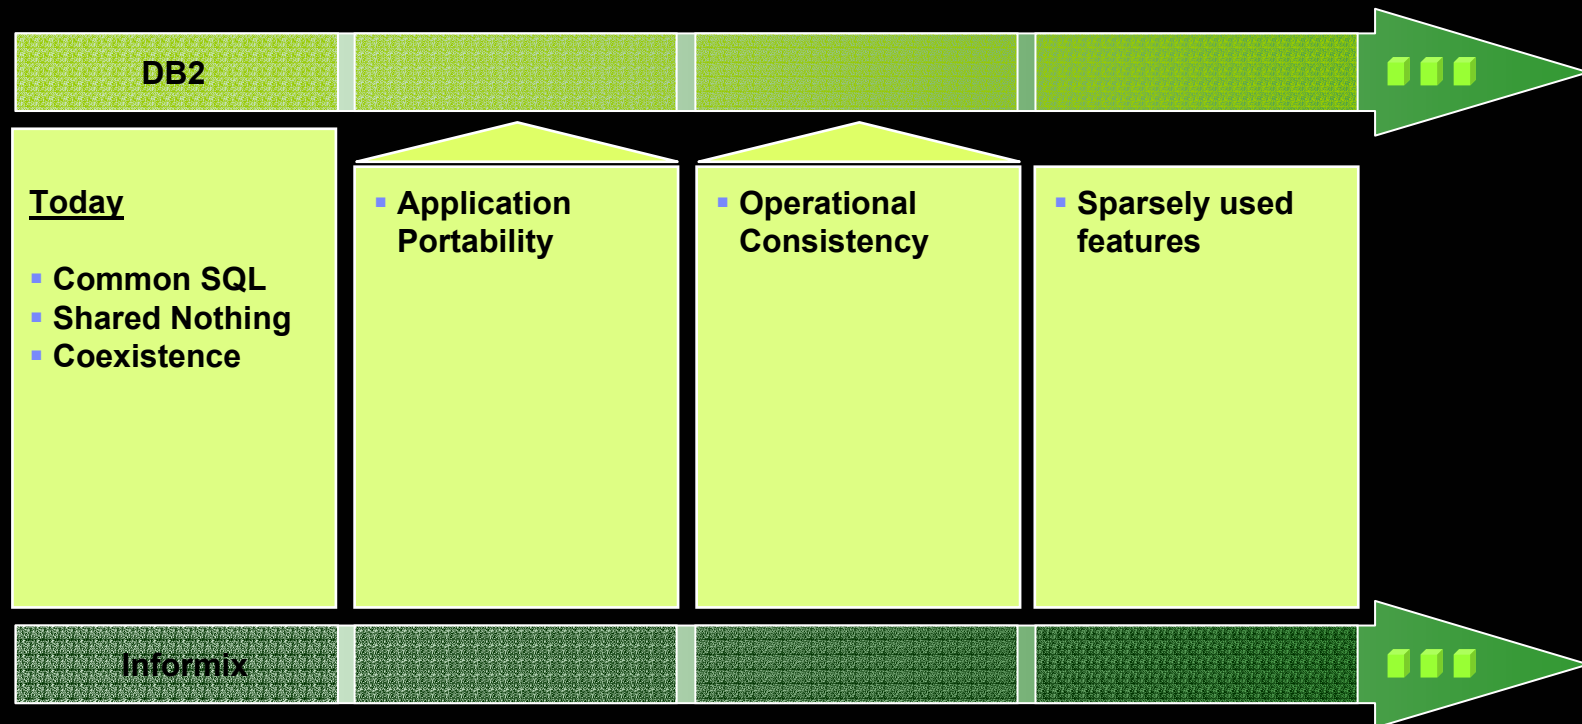 DB2
Today
▪ Common SQL
▪ Shared Nothing
▪ Coexistence
▪ Application
Portability
▪ Operational
Consistency
▪ Sparsely used
features
Informix